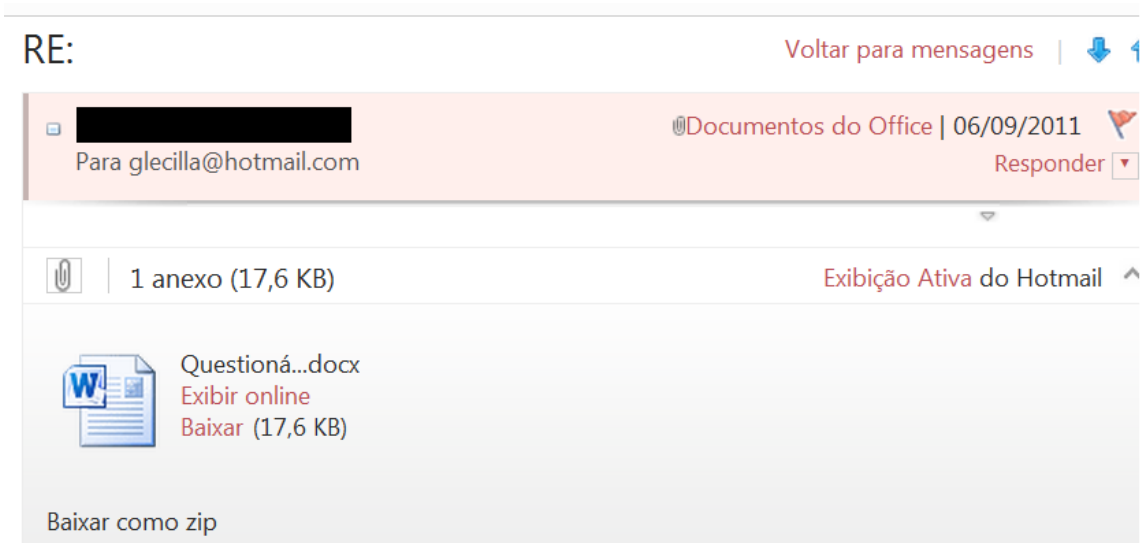 RE:
Voltar para mensagens |
Documentos do Office | 06/09/2011
Para glecilla@hotmail.com
Responder
1 anexo (17,6 KB)
Exibição Ativa do Hotmail
W
Questioná...docx
Exibir online
Baixar (17,6 KB)
Baixar como zip